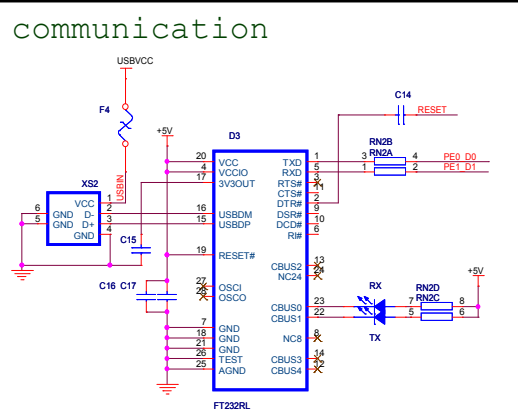 communication
USBVCC
F4
C14
RESET
+5V
D3
RN2B
RN2A
20 VCC
4 VCCIO
17 3V3OUT
TXD 1
RXD 5
RTS# 3
CTS# 11
DTR# 2
DSR# 9
DCD# 10
RI# 6
3 4 PE0_D0
1 2 PE1_D1
XS2
USBIN
VCC 1
6 GND D- 2
5 GND D+ 3
GND 4
16 USBDM
15 USBDP
C15
19 RESET#
CBUS2 13
NC24 24
+5V
C16 C17
27 OSCI
28 OSCO
RX
RN2D
RN2C
CBUS0 23
CBUS1 22
7 8
5 6
TX
7 GND
18 GND
21 GND
26 TEST
25 AGND
NC8 8
CBUS3 14
CBUS4 12
FT232RL